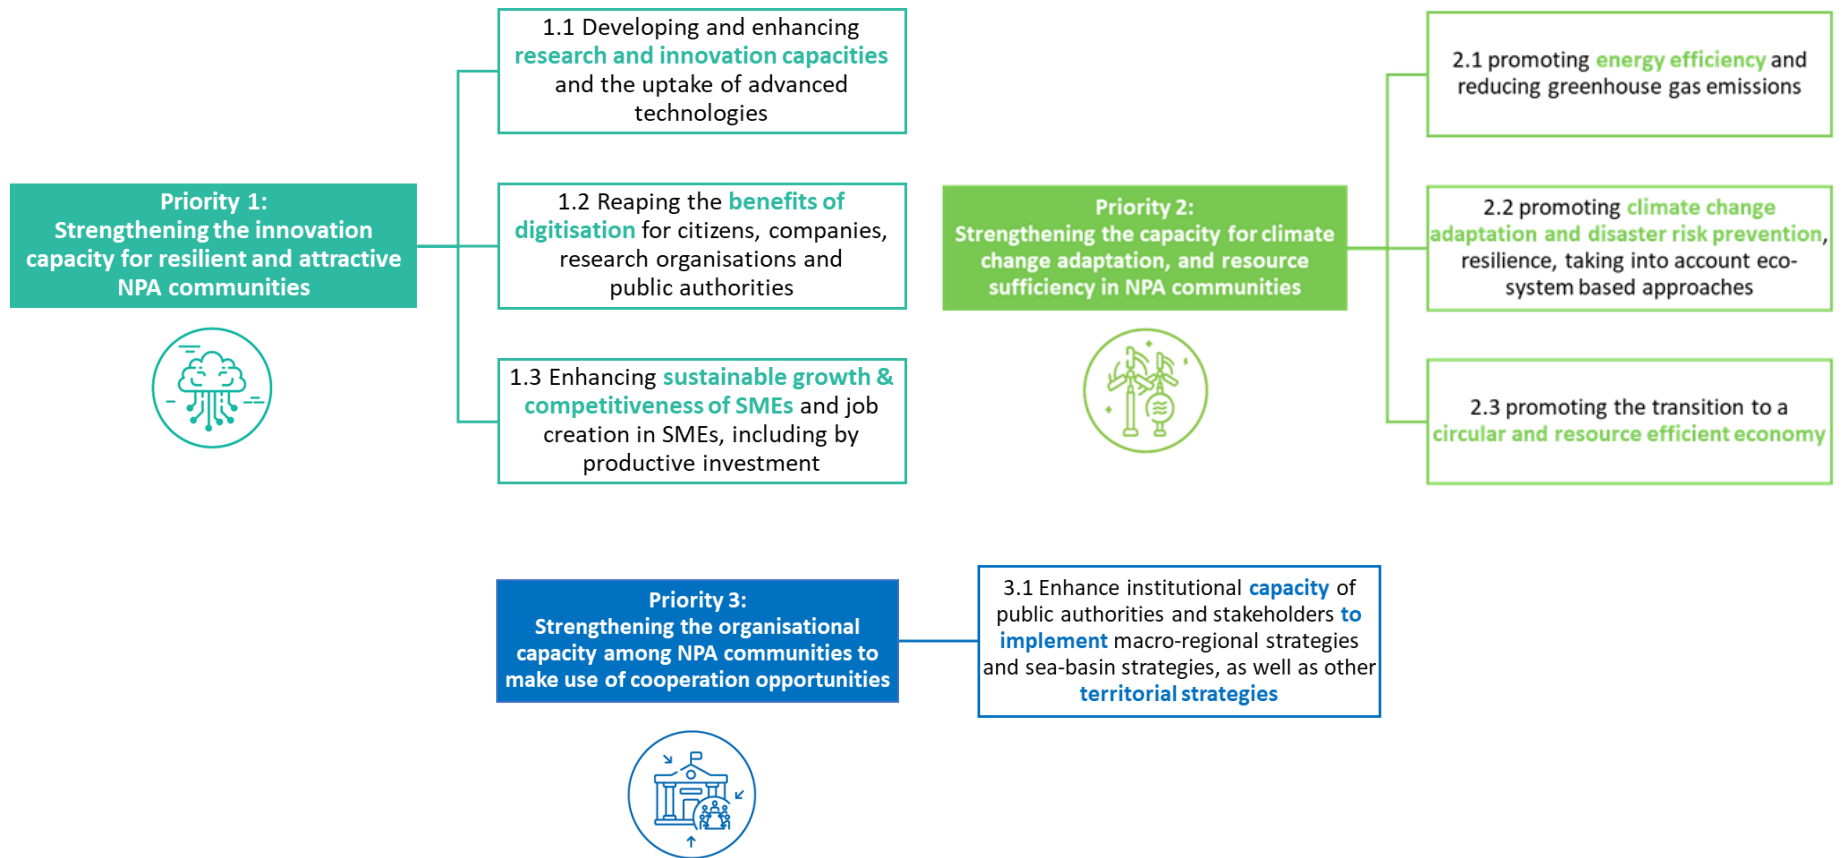 Priority 1:
Strengthening the innovation
capacity for resilient and attractive
NPA communities
1.1 Developing and enhancing
research and innovation capacities
and the uptake of advanced
technologies
1.2 Reaping the benefits of
digitisation for citizens, companies,
research organisations and
public authorities
1.3 Enhancing sustainable growth &
competitiveness of SMEs and job
creation in SMEs, including by
productive investment
Priority 2:
Strengthening the capacity for climate
change adaptation, and resource
sufficiency in NPA communities
2.1 promoting energy efficiency and
reducing greenhouse gas emissions
2.2 promoting climate change
adaptation and disaster risk prevention,
resilience, taking into account eco-
system based approaches
2.3 promoting the transition to a
circular and resource efficient economy
Priority 3:
Strengthening the organisational
capacity among NPA communities to
make use of cooperation opportunities
3.1 Enhance institutional capacity of
public authorities and stakeholders to
implement macro-regional strategies
and sea-basin strategies, as well as other
territorial strategies